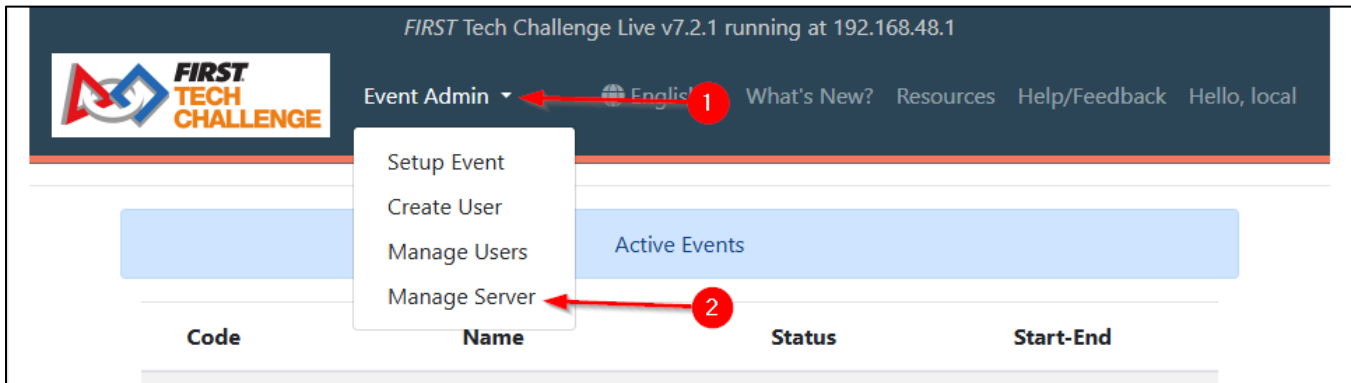 FIRST Tech Challenge Live v7.2.1 running at 192.168.48.1
FIRST
TECH
CHALLENGE
Event Admin
1
What's New?
Resources
Help/Feedback
Hello, local
Setup Event
Create User
Manage Users
Manage Server
2
Active Events
Code
Name
Status
Start-End